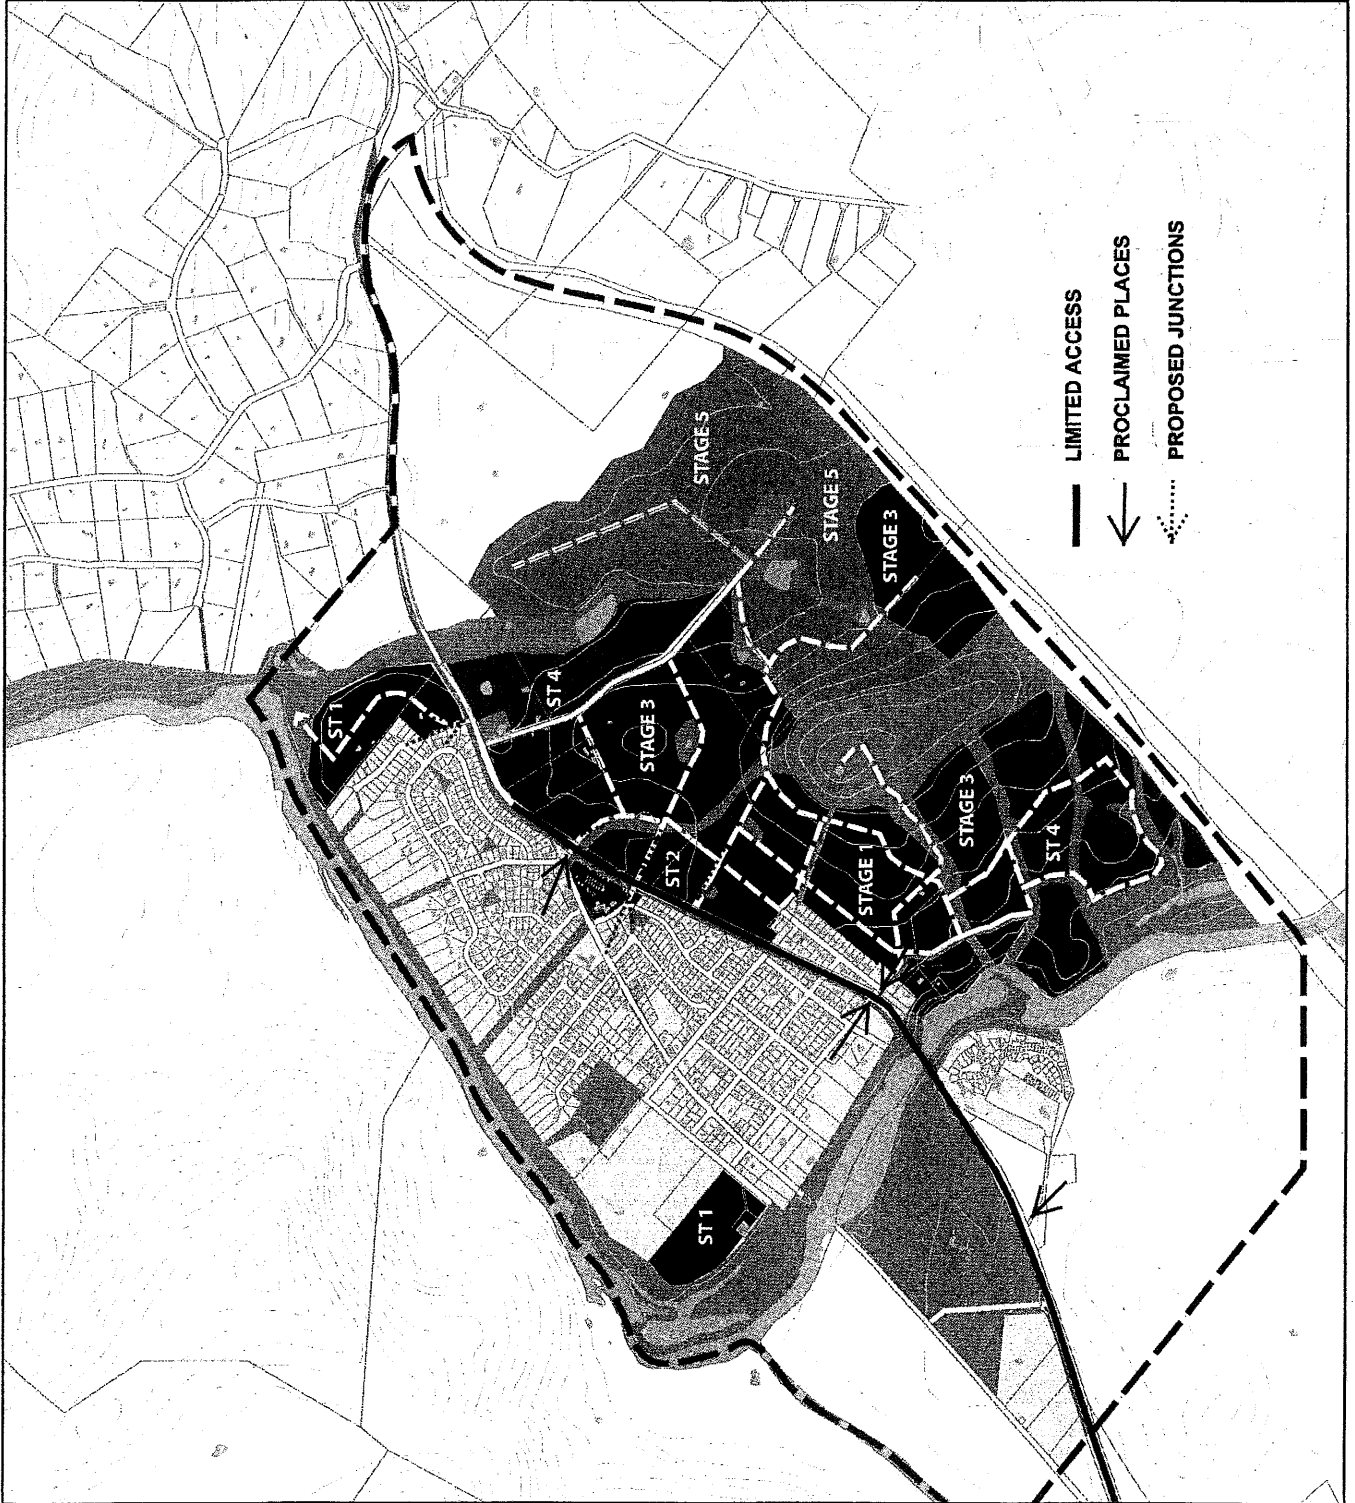 STAGE 5
STAGE 5
STAGE 3
ST 1
ST 4
STAGE 3
ST 2
STAGE 1
STAGE 3
ST 4
ST 1
LIMITED ACCESS
PROCLAIMED PLACES
PROPOSED JUNCTIONS